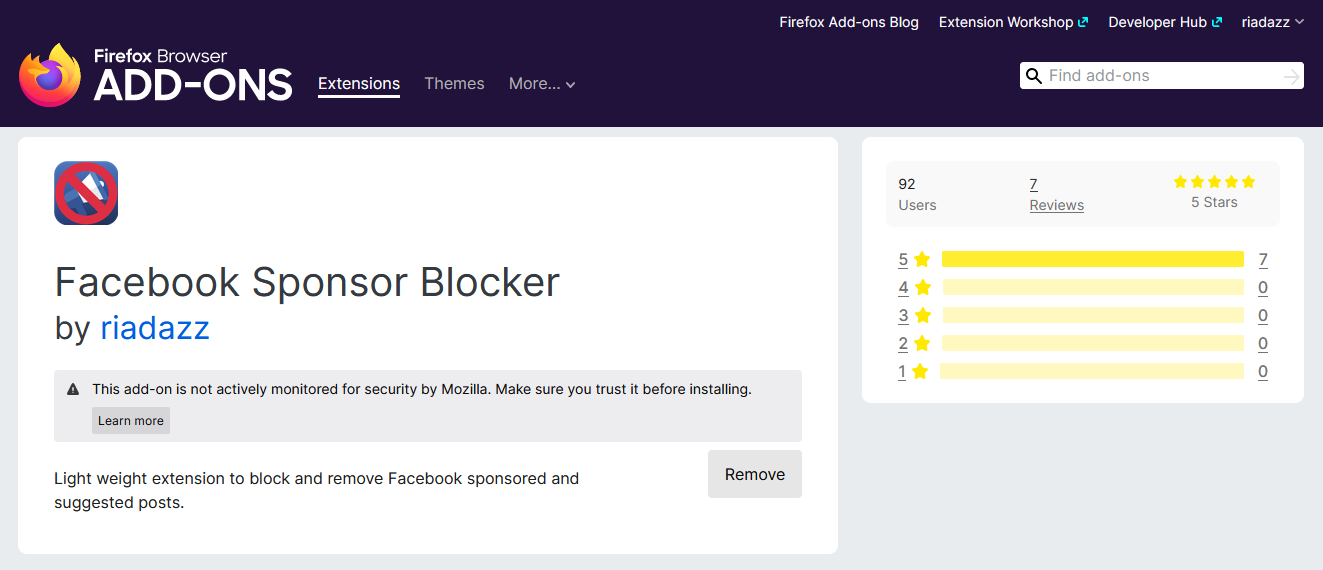 Firefox Add-ons Blog Extension Workshop Developer Hub riadazz
Firefox Browser
ADD-ONS
Extensions Themes More...
Find add-ons
Facebook Sponsor Blocker
by riadazz
This add-on is not actively monitored for security by Mozilla. Make sure you trust it before installing.
Learn more
Light weight extension to block and remove Facebook sponsored and
suggested posts.
Remove
92 7
Users Reviews 5 Stars
5 7
4 0
3 0
2 0
1 0